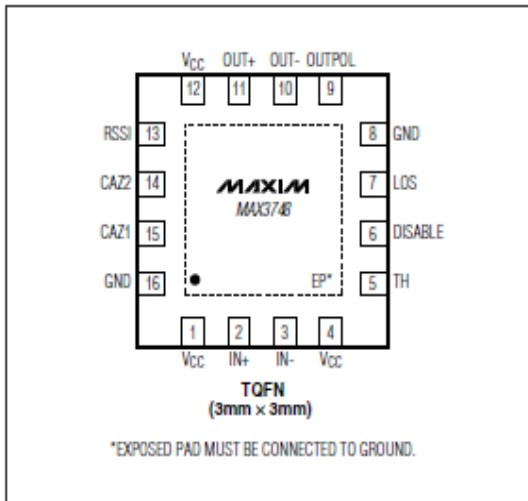 VCC OUT+ OUT- OUTPOL
12 11 10 9
RSSI 13 8 GND
CAZ2 14 7 LOS
MAXIM
MAX3748
CAZ1 15 6 DISABLE
GND 16 EP* 5 TH
1 2 3 4
VCC IN+ IN- VCC
TQFN
(3mm × 3mm)
*EXPOSED PAD MUST BE CONNECTED TO GROUND.